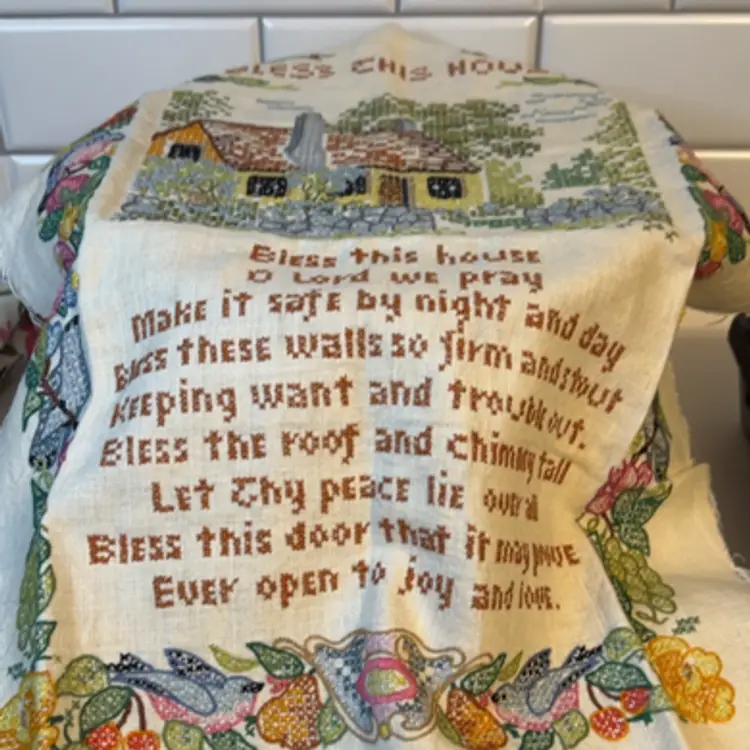 BLESS THIS HOUSE
Bless this house
O Lord we pray
Make it safe by night and day
Bless these walls so firm and stout
Keeping want and trouble out.
Bless the roof and chimney tall
Let Thy peace lie over all
Bless this door that it may prove
Ever open to joy and love.